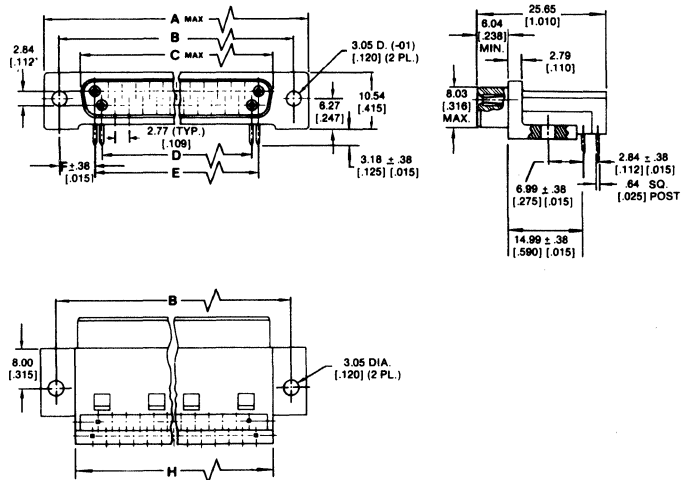 A MAX
B
C MAX
2.84
[.112]
3.05 D. (-01)
[.120] (2 PL.)
10.54
[.415]
6.27
[.247]
2.77 (TYP.)
[.109]
D
E
F ±.38
[.015]
3.18 ± .38
[.125] [.015]
25.65
[1.010]
6.04
[.238]
MIN.
2.79
[.110]
8.03
[.316]
MAX.
2.84 ± .38
[.112] [.015]
6.99 ± .38
[.275] [.015]
.64 SQ.
[.025] POST
14.99 ± .38
[.590] [.015]
B
8.00
[.315]
3.05 DIA.
[.120] (2 PL.)
H